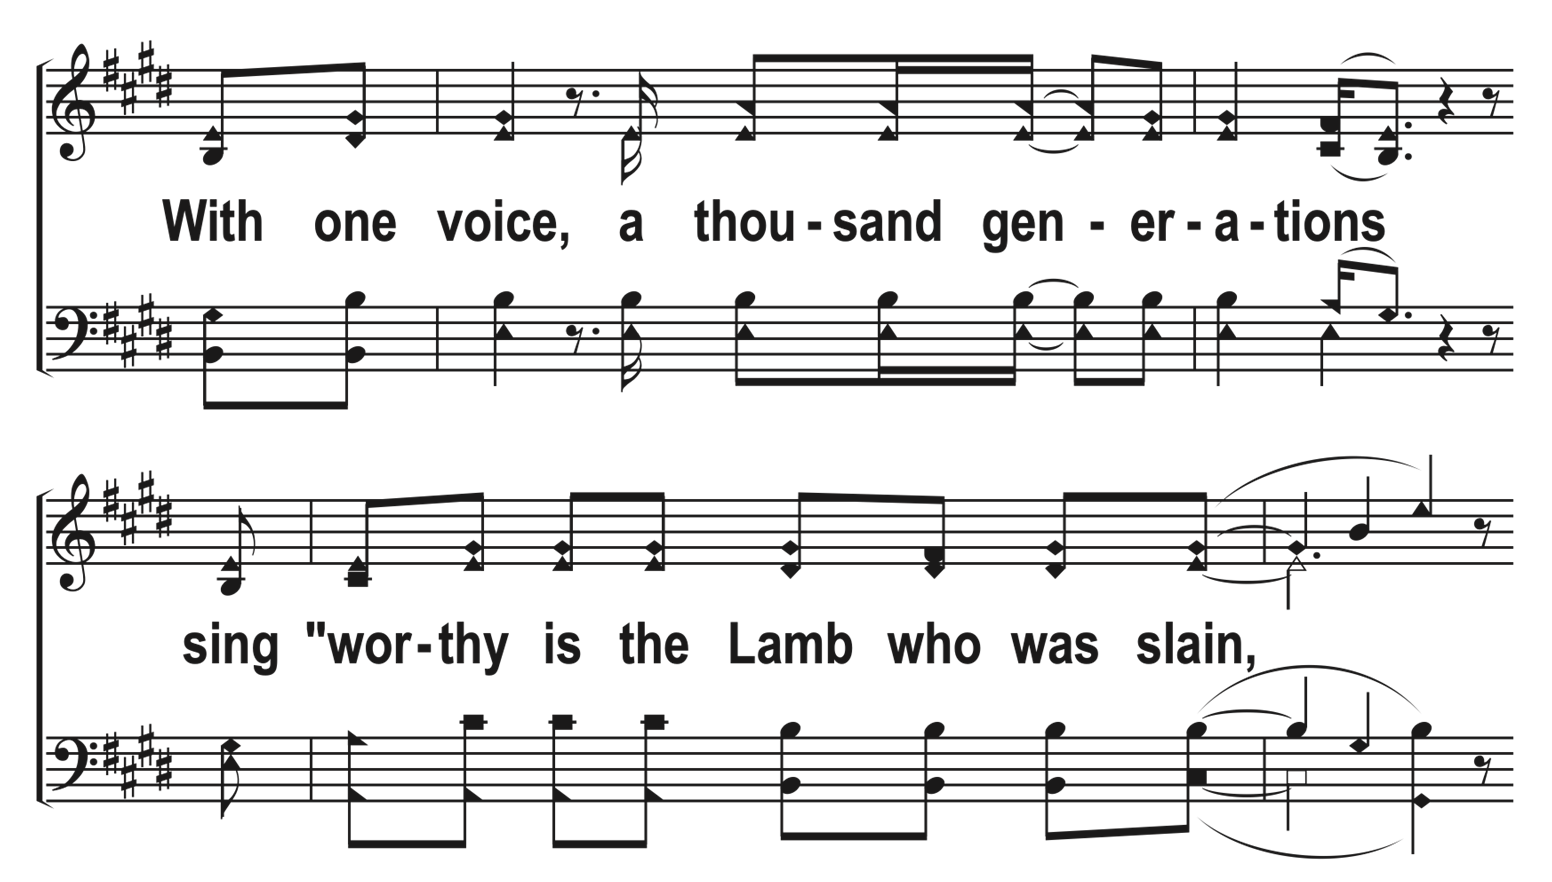 With one voice, a thou - sand gen - er - a - tions
sing "wor - thy is the Lamb who was slain,